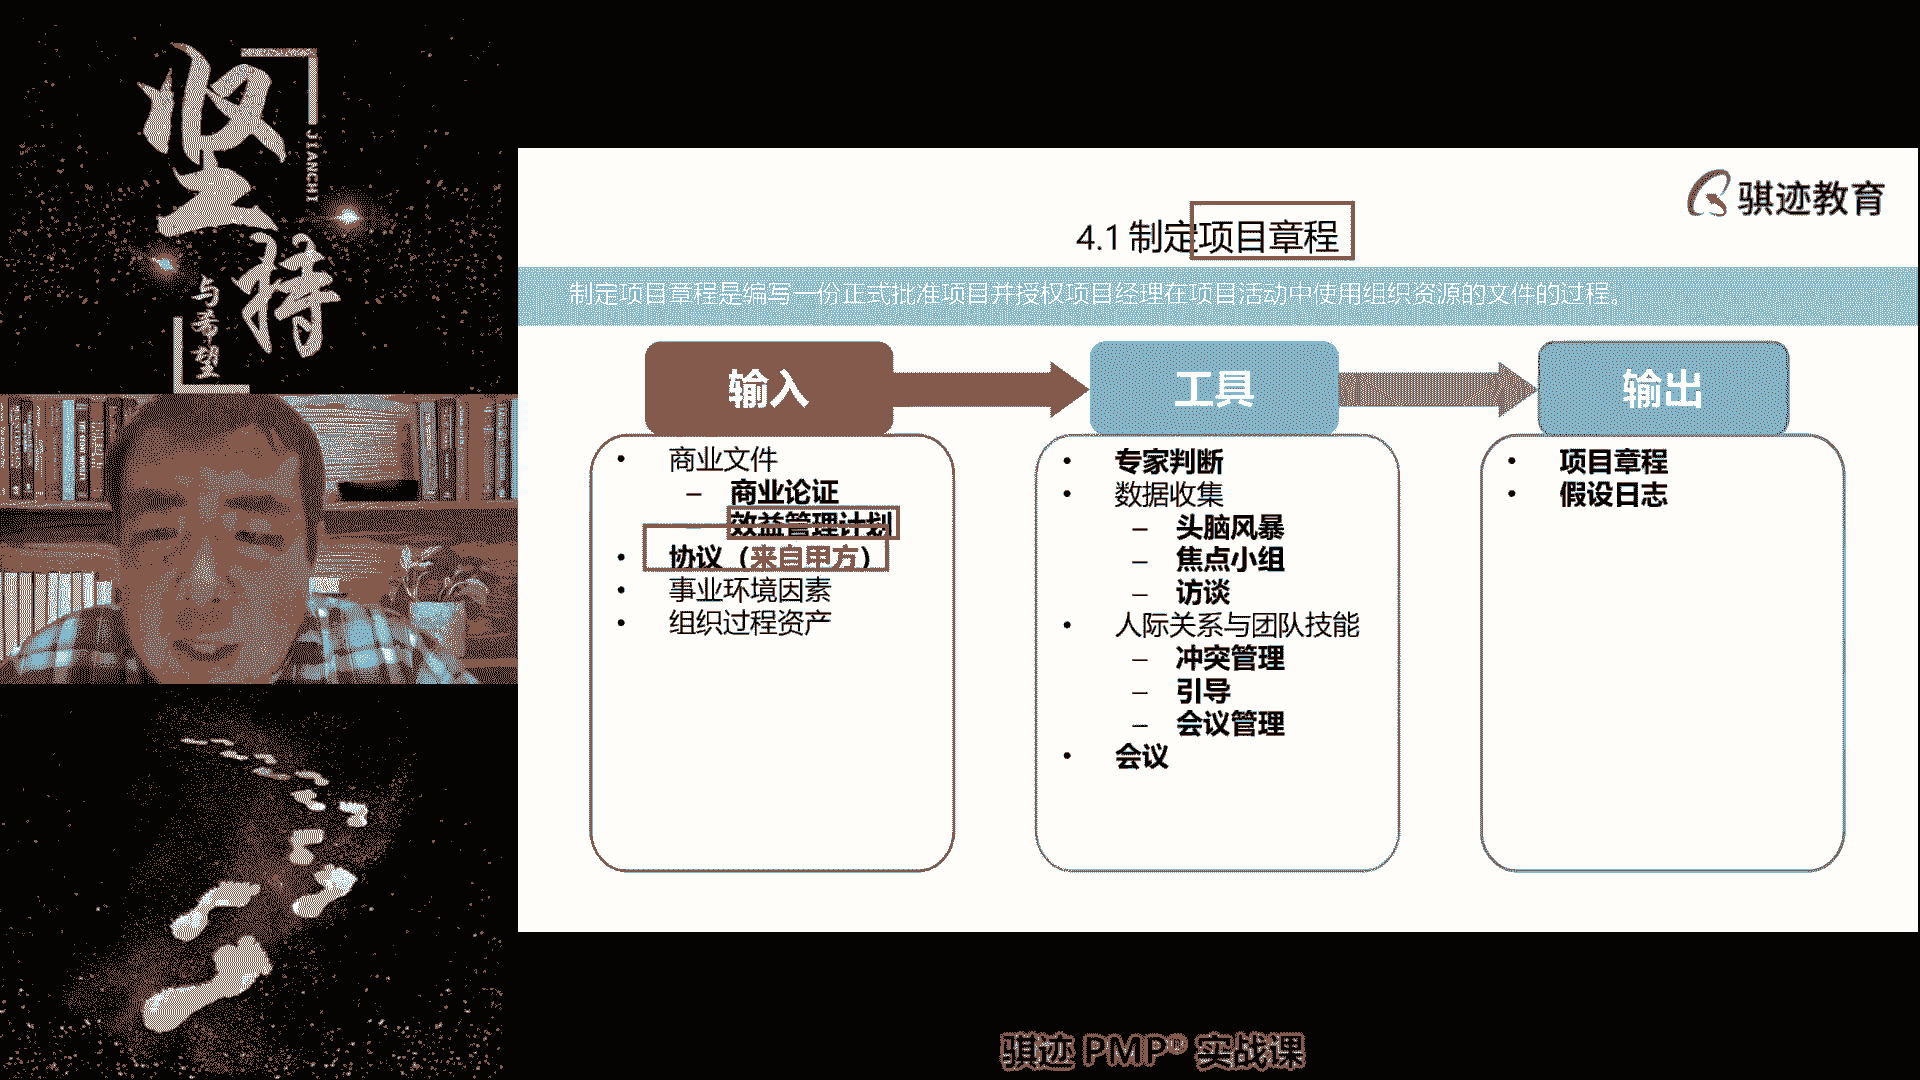 坚持
JIANCHI
与希望
骐迹教育
4.1 制定项目章程
制定项目章程是编写一份正式批准项目并授权项目经理在项目活动中使用组织资源的文件的过程。
输入
• 商业文件
– 商业论证
– 效益管理计划
• 协议（来自甲方）
• 事业环境因素
• 组织过程资产
工具
• 专家判断
• 数据收集
– 头脑风暴
– 焦点小组
– 访谈
• 人际关系与团队技能
– 冲突管理
– 引导
– 会议管理
• 会议
输出
• 项目章程
• 假设日志
骐迹 PMP® 实战课